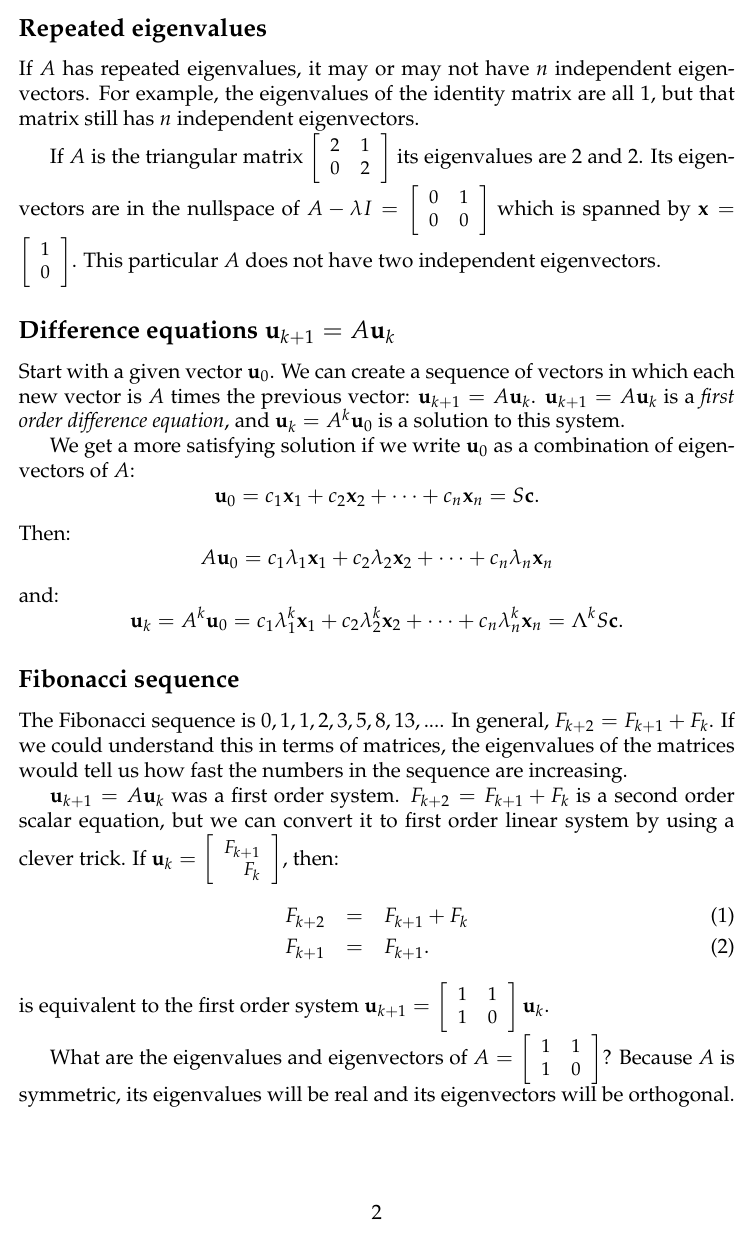 Repeated eigenvalues
If A has repeated eigenvalues, it may or may not have n independent eigen-
vectors. For example, the eigenvalues of the identity matrix are all 1, but that
matrix still has n independent eigenvectors.
If A is the triangular matrix [ 2 1 ; 0 2 ] its eigenvalues are 2 and 2. Its eigen-
vectors are in the nullspace of A − λI = [ 0 1 ; 0 0 ] which is spanned by x =
[ 1 ; 0 ]. This particular A does not have two independent eigenvectors.
Difference equations u_{k+1} = Au_k
Start with a given vector u_0. We can create a sequence of vectors in which each
new vector is A times the previous vector: u_{k+1} = Au_k. u_{k+1} = Au_k is a first
order difference equation, and u_k = A^k u_0 is a solution to this system.
We get a more satisfying solution if we write u_0 as a combination of eigen-
vectors of A:
u_0 = c_1x_1 + c_2x_2 + · · · + c_nx_n = Sc.
Then:
Au_0 = c_1λ_1x_1 + c_2λ_2x_2 + · · · + c_nλ_nx_n
and:
u_k = A^k u_0 = c_1λ_1^k x_1 + c_2λ_2^k x_2 + · · · + c_nλ_n^k x_n = Λ^k Sc.
Fibonacci sequence
The Fibonacci sequence is 0, 1, 1, 2, 3, 5, 8, 13, .... In general, F_{k+2} = F_{k+1} + F_k. If
we could understand this in terms of matrices, the eigenvalues of the matrices
would tell us how fast the numbers in the sequence are increasing.
u_{k+1} = Au_k was a first order system. F_{k+2} = F_{k+1} + F_k is a second order
scalar equation, but we can convert it to first order linear system by using a
clever trick. If u_k = [ F_{k+1} ; F_k ], then:
F_{k+2} = F_{k+1} + F_k (1)
F_{k+1} = F_{k+1}. (2)
is equivalent to the first order system u_{k+1} = [ 1 1 ; 1 0 ] u_k.
What are the eigenvalues and eigenvectors of A = [ 1 1 ; 1 0 ]? Because A is
symmetric, its eigenvalues will be real and its eigenvectors will be orthogonal.
2